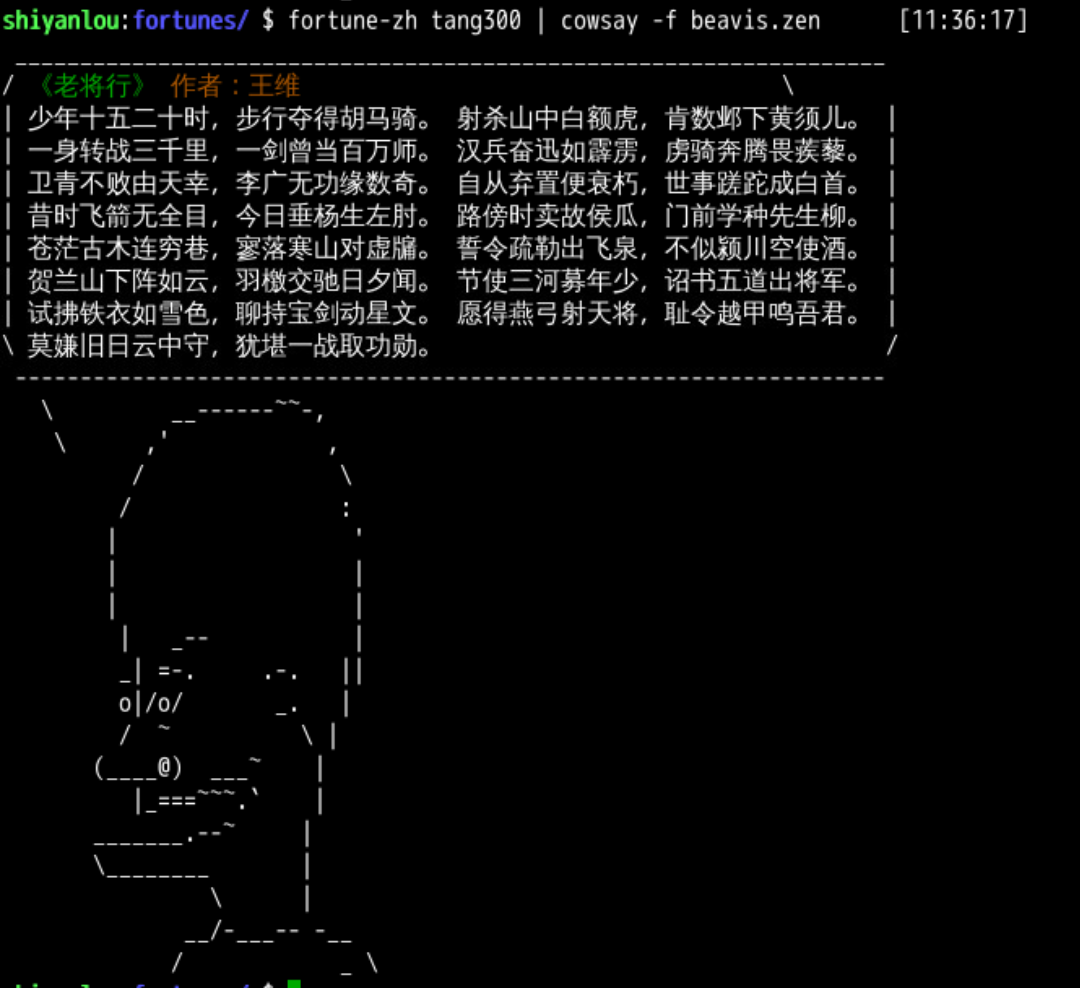 shiyanlou:fortunes/ $ fortune-zh tang300 | cowsay -f beavis.zen [11:36:17]
《老将行》 作者：王维
少年十五二十时, 步行夺得胡马骑。 射杀山中白额虎, 肯数邺下黄须儿。
一身转战三千里, 一剑曾当百万师。 汉兵奋迅如霹雳, 虏骑奔腾畏蒺藜。
卫青不败由天幸, 李广无功缘数奇。 自从弃置便衰朽, 世事蹉跎成白首。
昔时飞箭无全目, 今日垂杨生左肘。 路傍时卖故侯瓜, 门前学种先生柳。
苍茫古木连穷巷, 寥落寒山对虚牖。 誓令疏勒出飞泉, 不似颍川空使酒。
贺兰山下阵如云, 羽檄交驰日夕闻。 节使三河募年少, 诏书五道出将军。
试拂铁衣如雪色, 聊持宝剑动星文。 愿得燕弓射天将, 耻令越甲鸣吾君。
莫嫌旧日云中守, 犹堪一战取功勋。